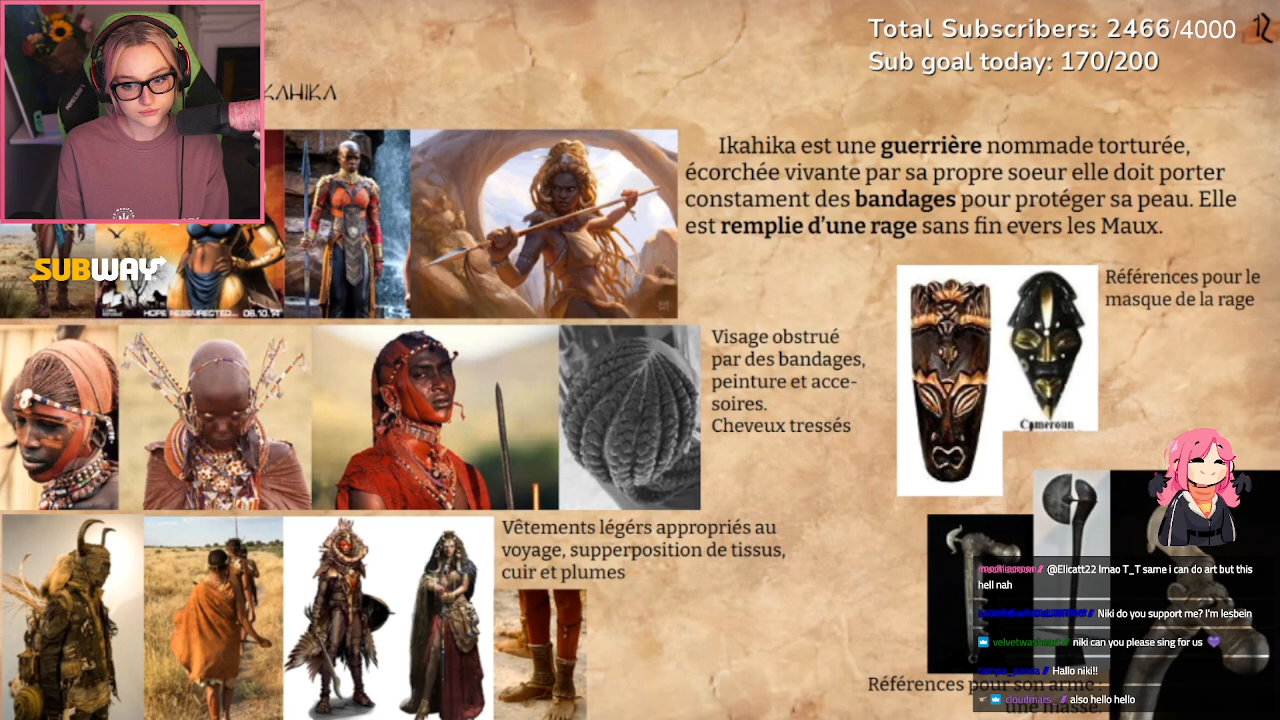 Total Subscribers: 2466/4000
Sub goal today: 170/200
KAHIKA
Ikahika est une guerrière nommade torturée,
écorchée vivante par sa propre soeur elle doit porter
constament des bandages pour protéger sa peau. Elle
est remplie d’une rage sans fin evers les Maux.
SUBWAY
HOPE RESURRECTED... 08.10.14
Références pour le
masque de la rage
Cameroun
Visage obstrué
par des bandages,
peinture et acce-
soires.
Cheveux tressés
Vêtements légérs appropriés au
voyage, supperposition de tissus,
cuir et plumes
@Elicatt22 lmao T_T same i can do art but this
hell nah
Niki do you support me? I'm lesbein
velvetwasheart // niki can you please sing for us 💜
// Hallo niki!!
cloudmars_ // also hello hello
Références pour son arme :
une masse